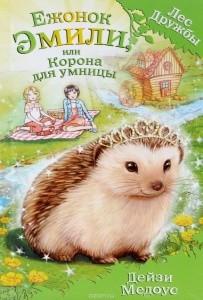 Ежонок
Эмили,
или
Корона
для умницы
Лес
Дружбы
Дейзи
Медоус